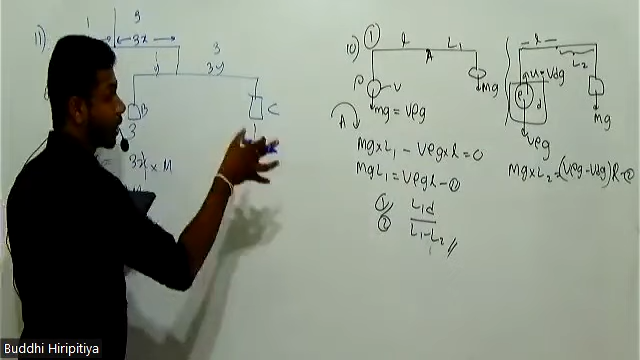 11)
1
9
3x
3
y
3y
B
C
3
3x
x M
10)
①
l
L₁
A
ρ
V
mg = Vρg
Mg
A
Mg×L₁ - Vρg×l = 0
MgL₁ = Vρgl - ①
①
②
L₁d
L₁-L₂ //
l
L₂
u = Vdg
ρ
d
Vρg
Mg
Mg×L₂ = (Vρg - Vdg) l - ②
Buddhi Hiripitiya